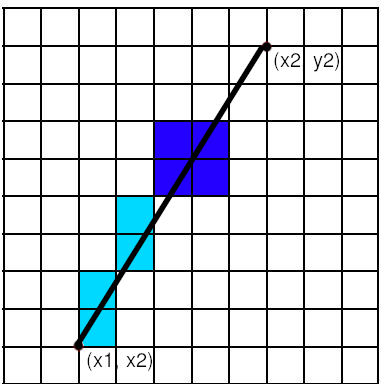 (x2 y2)
(x1, x2)